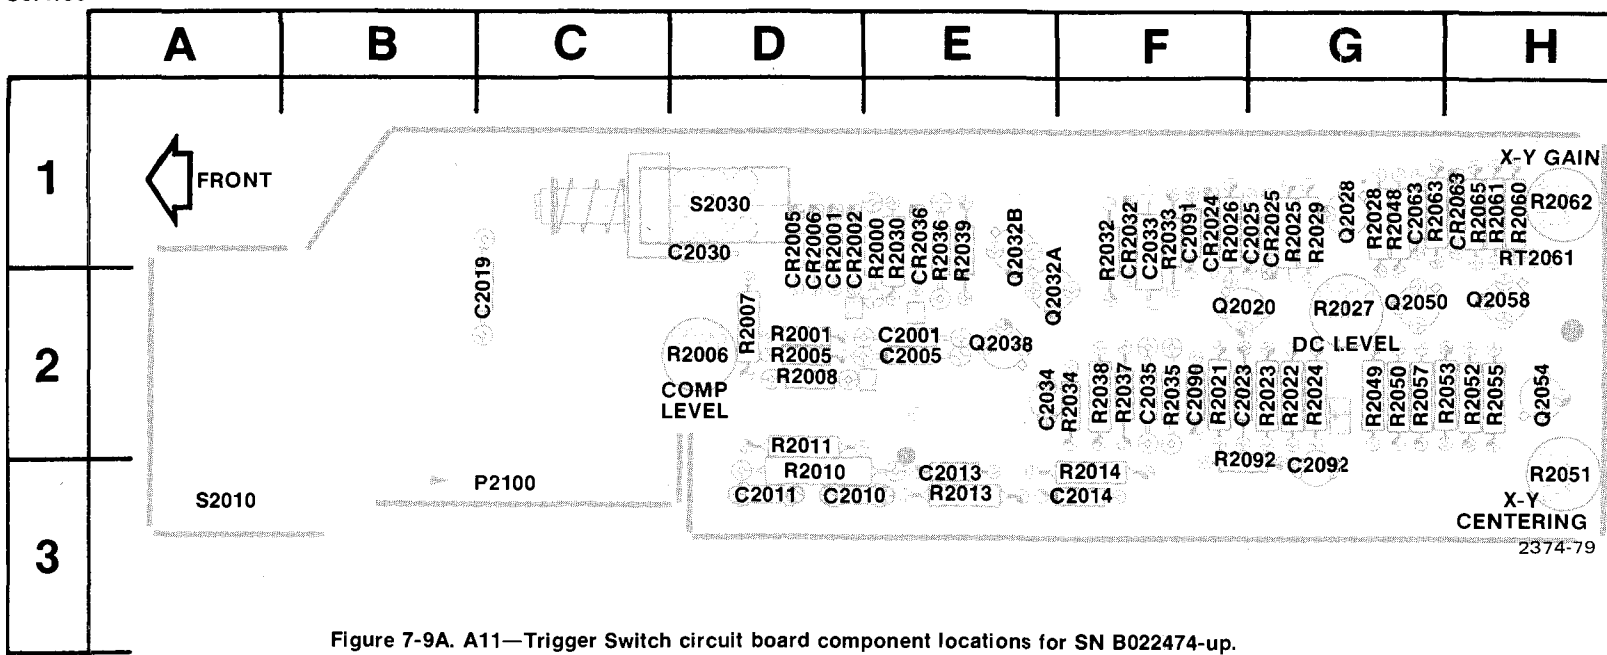 A B C D E F G H
1
FRONT
X-Y GAIN
S2030
R2062
C2030
CR2005
CR2006
CR2001
CR2002
R2000
R2030
CR2036
R2036
R2039
Q2032B
Q2032A
R2032
CR2032
C2033
R2033
C2091
CR2024
R2026
C2025
CR2025
R2025
R2029
Q2028
R2028
R2048
C2063
R2063
CR2063
R2065
R2061
R2060
RT2061
2
C2019
R2007
R2006
COMP
LEVEL
R2001
R2005
R2008
C2001
C2005
Q2038
Q2020
R2027
DC LEVEL
Q2050
Q2058
C2034
R2034
R2038
R2037
C2035
R2035
C2090
R2021
C2023
R2023
R2022
R2024
R2049
R2050
R2057
R2053
R2052
R2055
Q2054
R2011
R2010
C2011
C2010
C2013
R2013
R2014
C2014
R2092
C2092
R2051
X-Y
CENTERING
2374-79
S2010
P2100
3
Figure 7-9A. A11—Trigger Switch circuit board component locations for SN B022474-up.